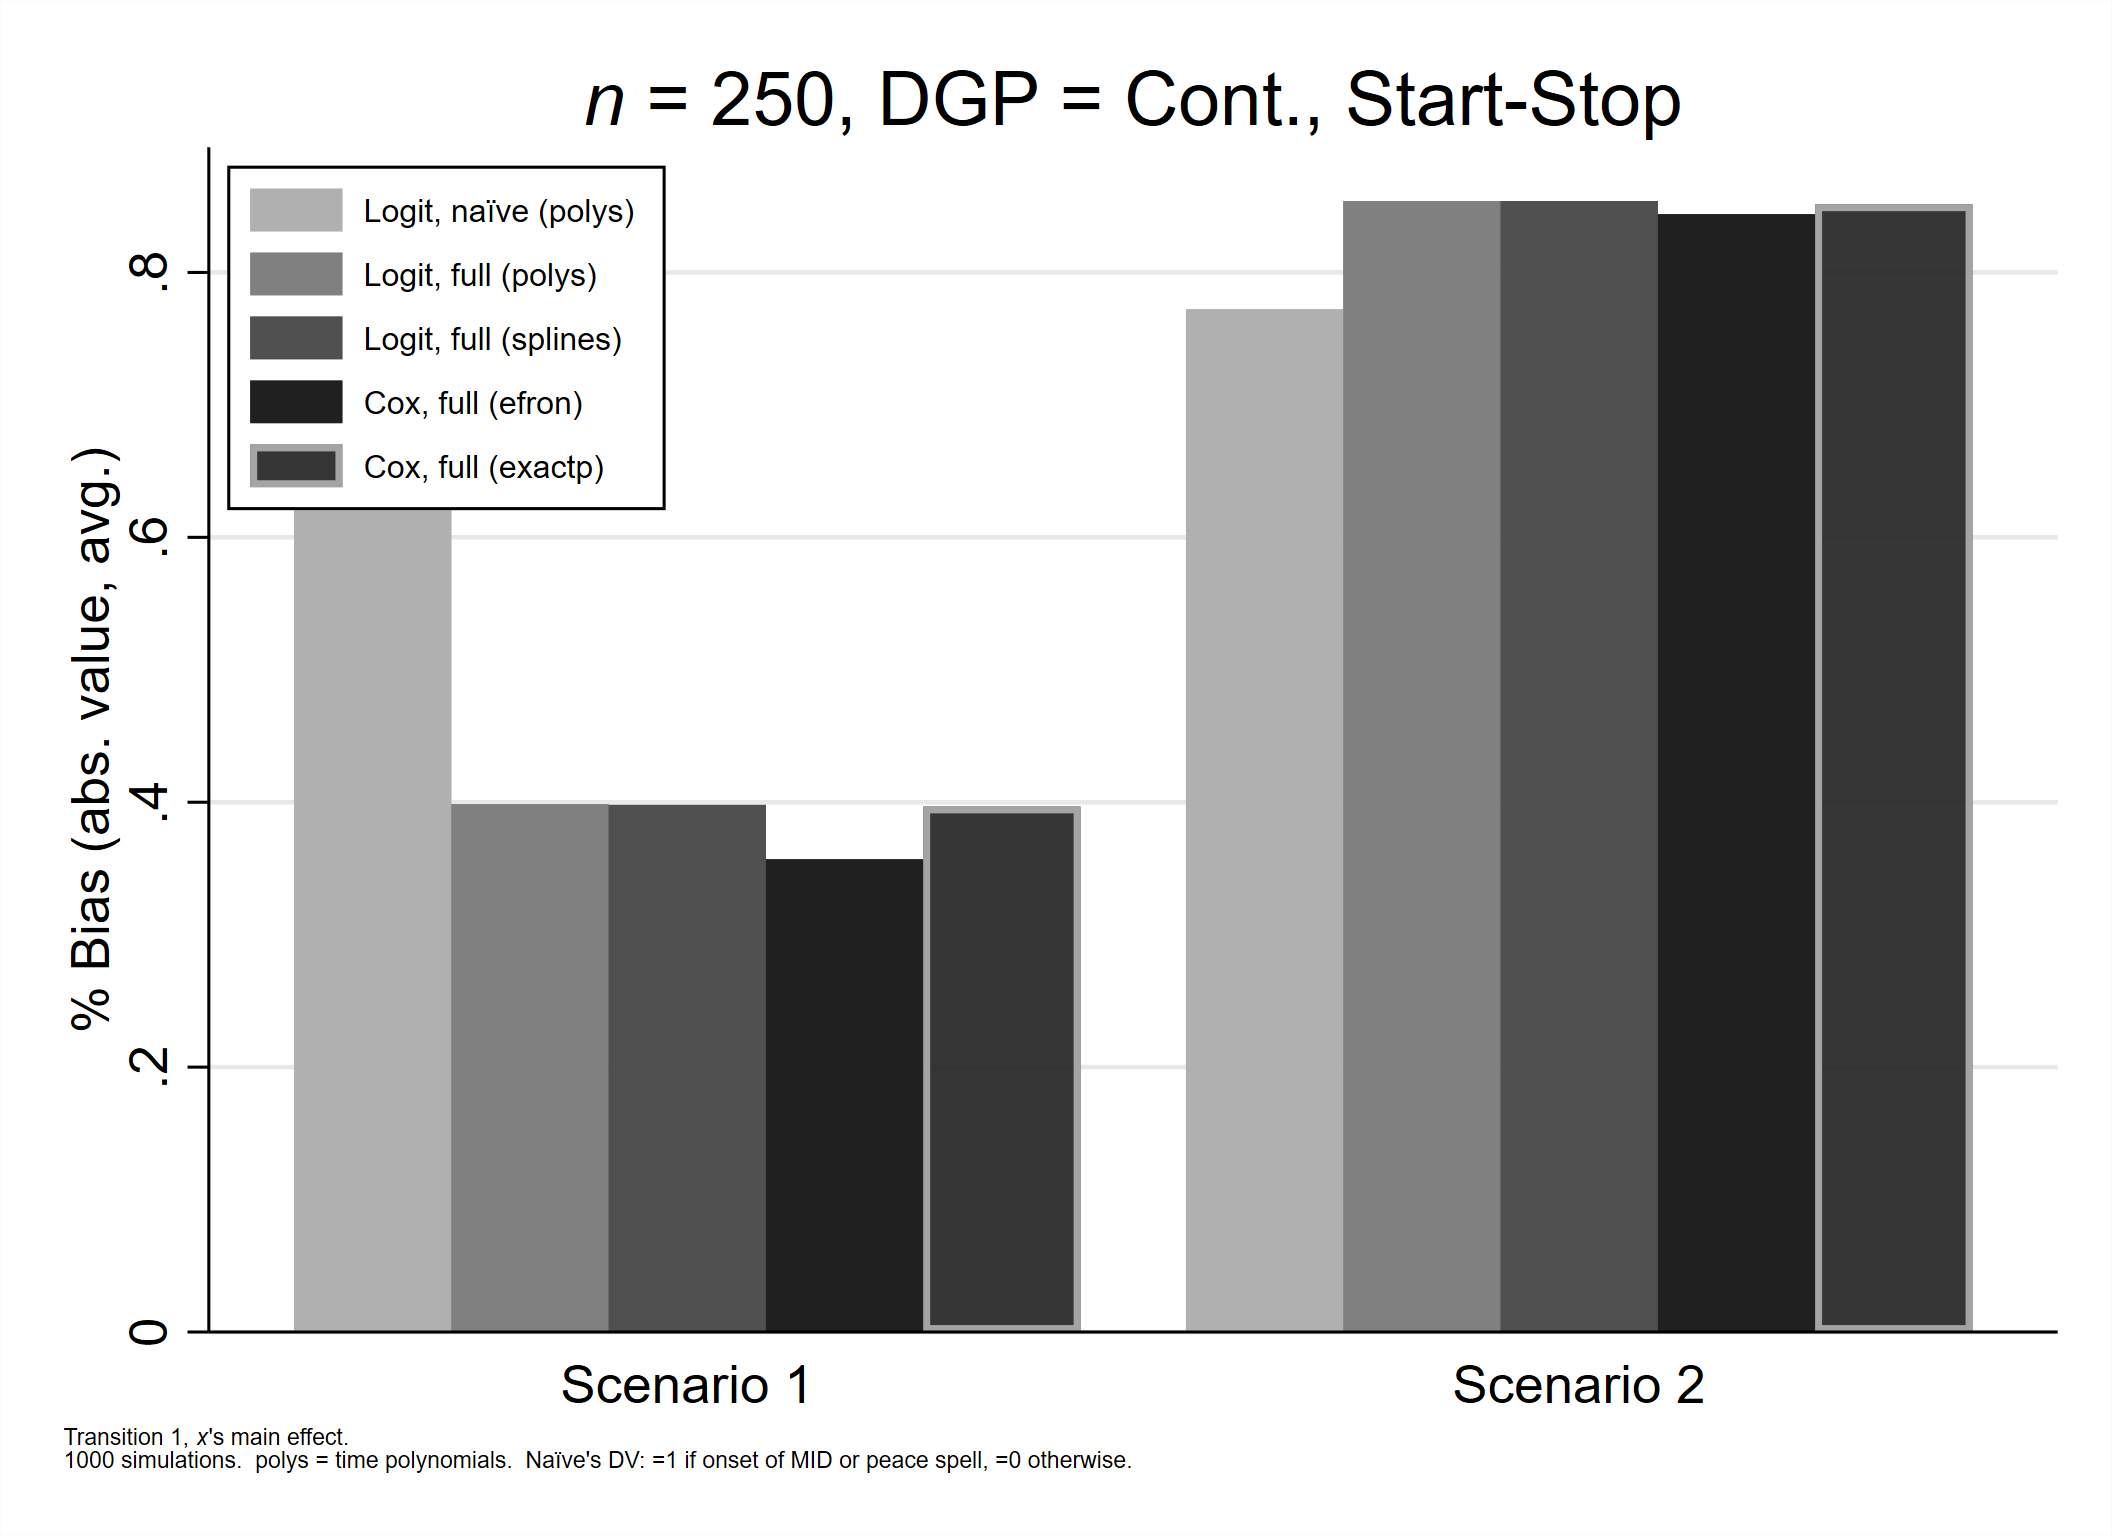 n = 250, DGP = Cont., Start-Stop
Logit, naïve (polys)
Logit, full (polys)
Logit, full (splines)
Cox, full (efron)
Cox, full (exactp)
% Bias (abs. value, avg.)
.8
.6
.4
.2
0
Scenario 1
Scenario 2
Transition 1, x's main effect.
1000 simulations.  polys = time polynomials.  Naïve's DV: =1 if onset of MID or peace spell, =0 otherwise.